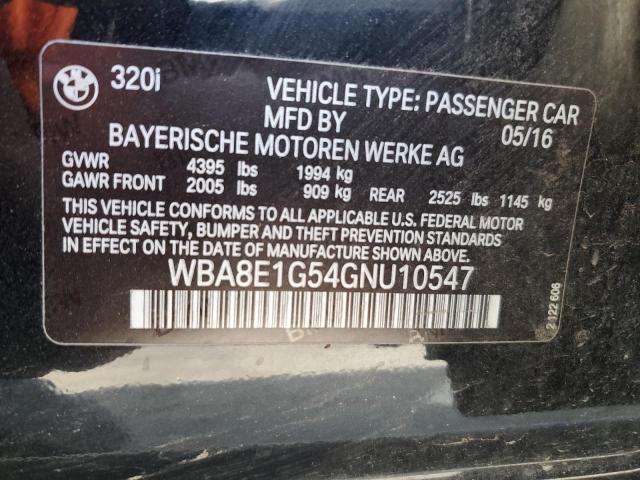 BMW 320i
VEHICLE TYPE: PASSENGER CAR
MFD BY 05/16
BAYERISCHE MOTOREN WERKE AG
GVWR 4395 lbs 1994 kg
GAWR FRONT 2005 lbs 909 kg REAR 2525 lbs 1145 kg
THIS VEHICLE CONFORMS TO ALL APPLICABLE U.S. FEDERAL MOTOR
VEHICLE SAFETY, BUMPER AND THEFT PREVENTION STANDARDS
IN EFFECT ON THE DATE OF MANUFACTURE SHOWN ABOVE.
WBA8E1G54GNU10547
2122606